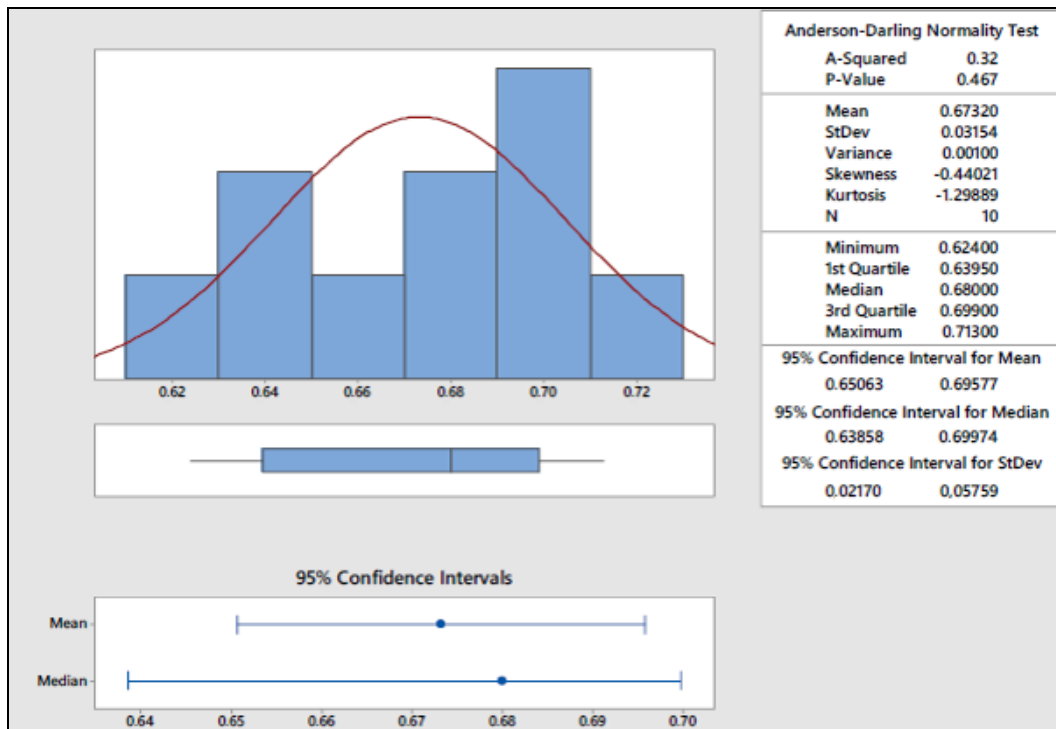 Anderson-Darling Normality Test
A-Squared 0.32
P-Value 0.467
Mean 0.67320
StDev 0.03154
Variance 0.00100
Skewness -0.44021
Kurtosis -1.29889
N 10
Minimum 0.62400
1st Quartile 0.63950
Median 0.68000
3rd Quartile 0.69900
Maximum 0.71300
95% Confidence Interval for Mean
0.65063 0.69577
95% Confidence Interval for Median
0.63858 0.69974
95% Confidence Interval for StDev
0.02170 0,05759
0.62 0.64 0.66 0.68 0.70 0.72
95% Confidence Intervals
Mean
Median
0.64 0.65 0.66 0.67 0.68 0.69 0.70